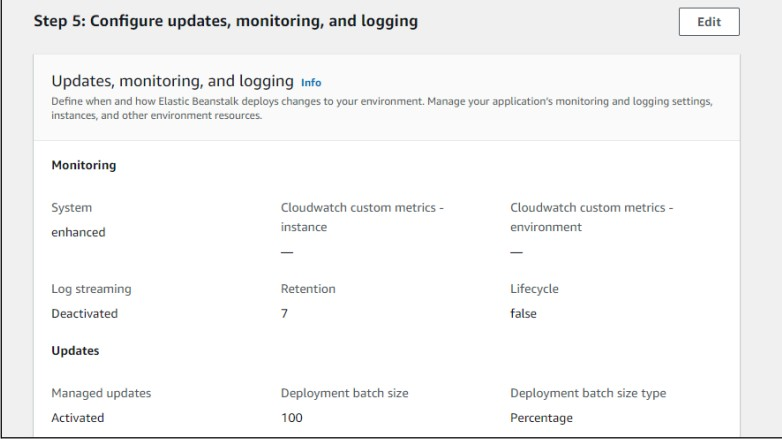 Step 5: Configure updates, monitoring, and logging
Edit
Updates, monitoring, and logging Info
Define when and how Elastic Beanstalk deploys changes to your environment. Manage your application's monitoring and logging settings,
instances, and other environment resources.
Monitoring
System
enhanced
Cloudwatch custom metrics -
instance
—
Cloudwatch custom metrics -
environment
—
Log streaming
Deactivated
Retention
7
Lifecycle
false
Updates
Managed updates
Activated
Deployment batch size
100
Deployment batch size type
Percentage